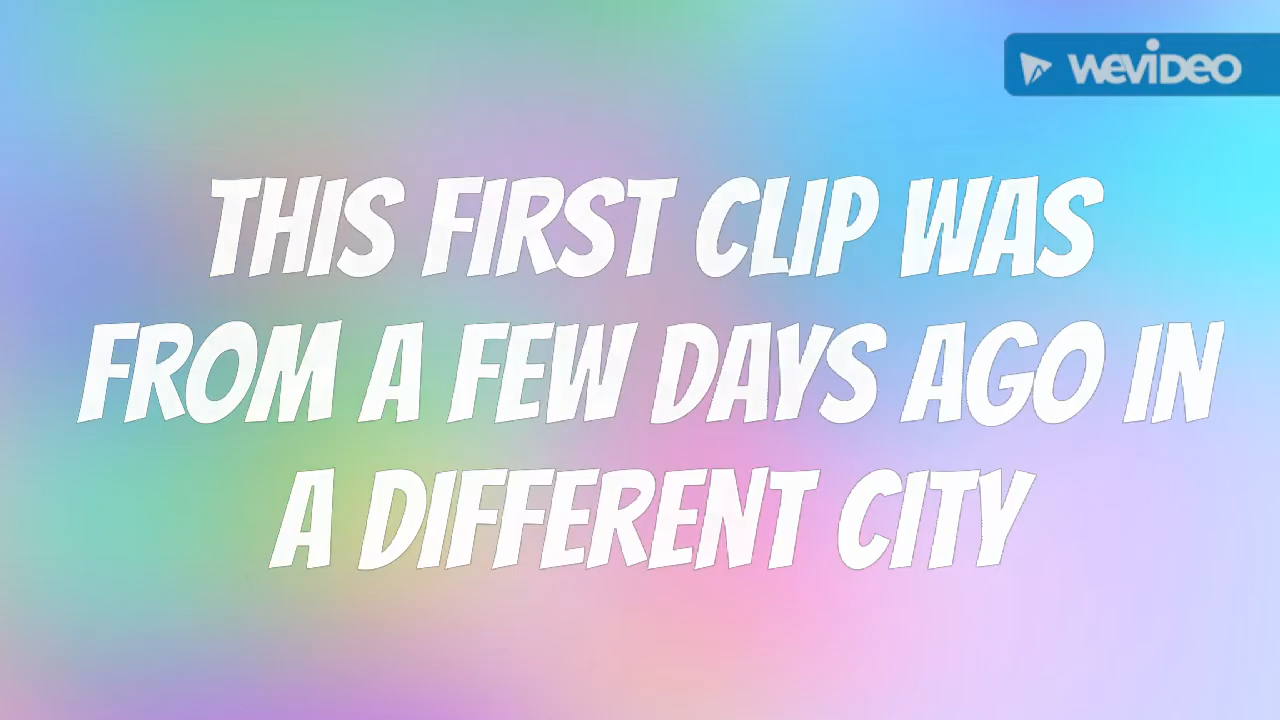 WEVIDEO
THIS FIRST CLIP WAS
FROM A FEW DAYS AGO IN
A DIFFERENT CITY